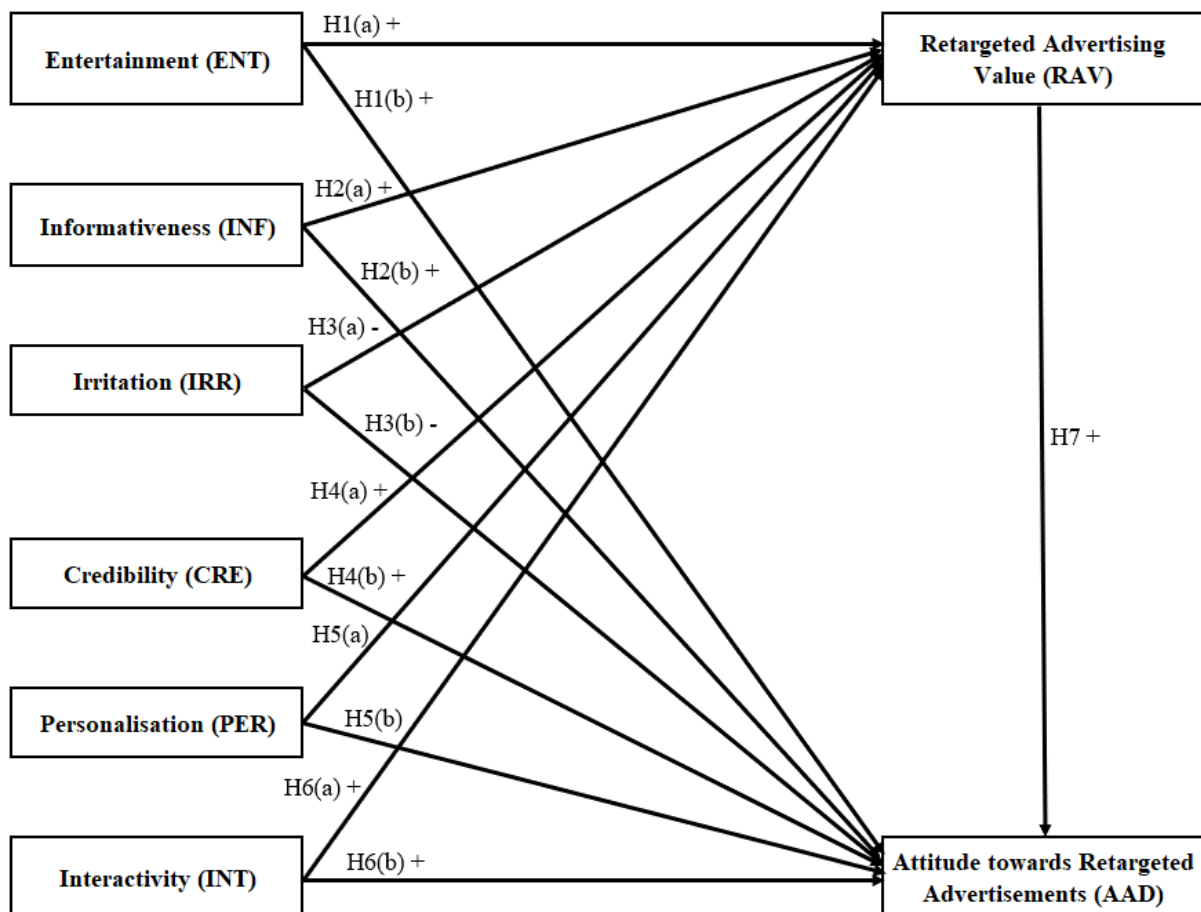 H1(a) +
Entertainment (ENT)
Retargeted Advertising
Value (RAV)
H1(b) +
H2(a) +
Informativeness (INF)
H2(b) +
H3(a) -
Irritation (IRR)
H3(b) -
H7 +
H4(a) +
Credibility (CRE)
H4(b) +
H5(a)
Personalisation (PER)
H5(b)
H6(a) +
H6(b) +
Interactivity (INT)
Attitude towards Retargeted
Advertisements (AAD)